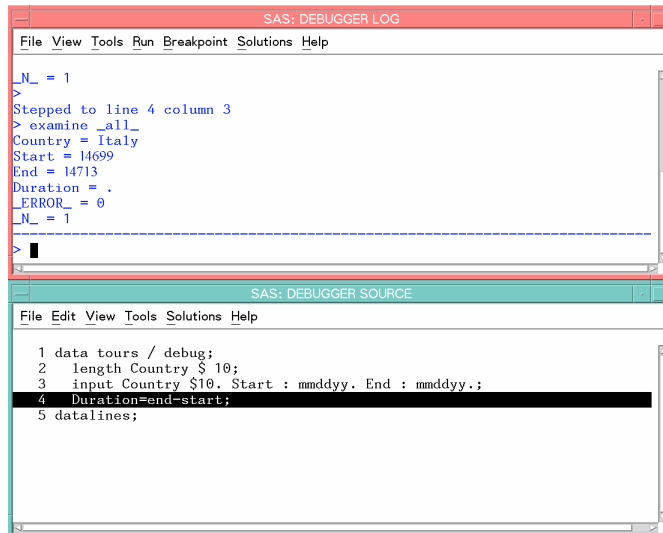 SAS: DEBUGGER LOG
File View Tools Run Breakpoint Solutions Help
_N_ = 1
>
Stepped to line 4 column 3
> examine _all_
Country = Italy
Start = 14699
End = 14713
Duration = .
_ERROR_ = 0
_N_ = 1
>
SAS: DEBUGGER SOURCE
File Edit View Tools Solutions Help
1 data tours / debug;
2   length Country $ 10;
3   input Country $10. Start : mmddyy. End : mmddyy.;
4   Duration=end-start;
5 datalines;